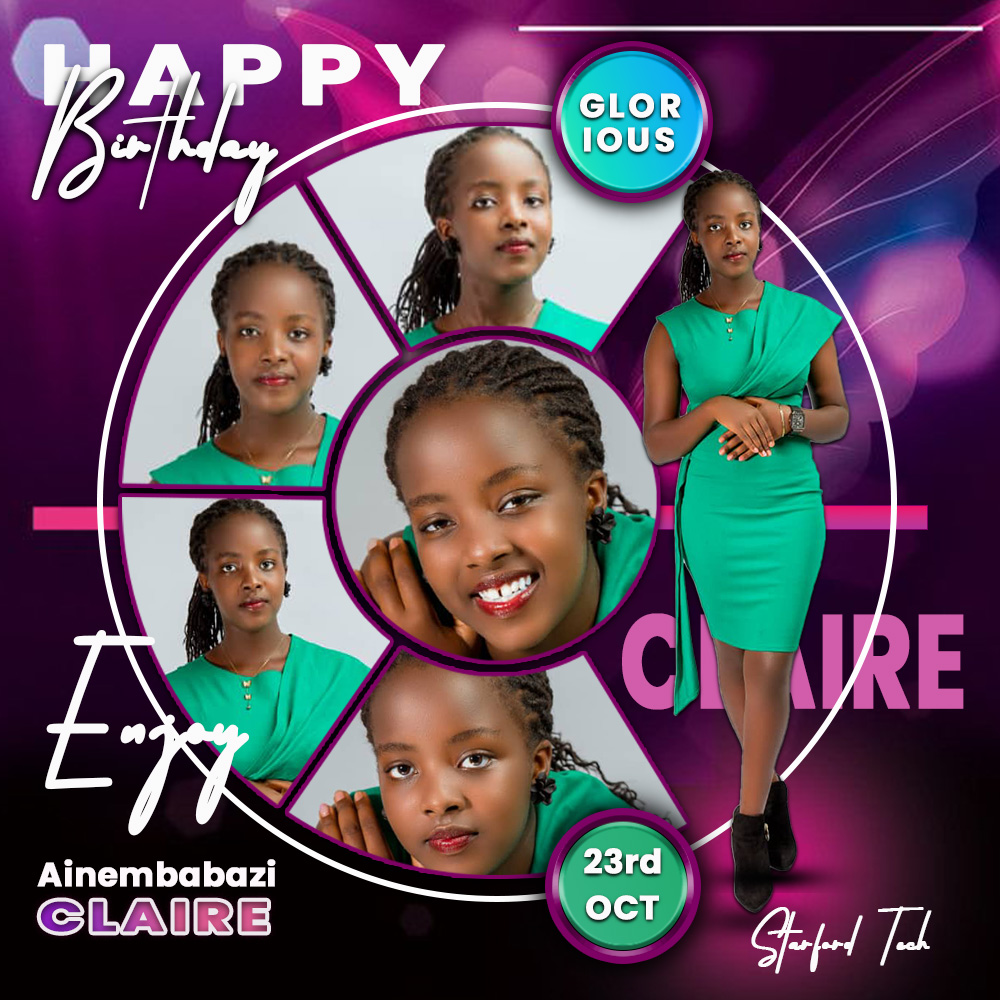 HAPPY
Birthday
GLOR
IOUS
CLAIRE
Enjoy
Ainembabazi
CLAIRE
23rd
OCT
Starford Tech